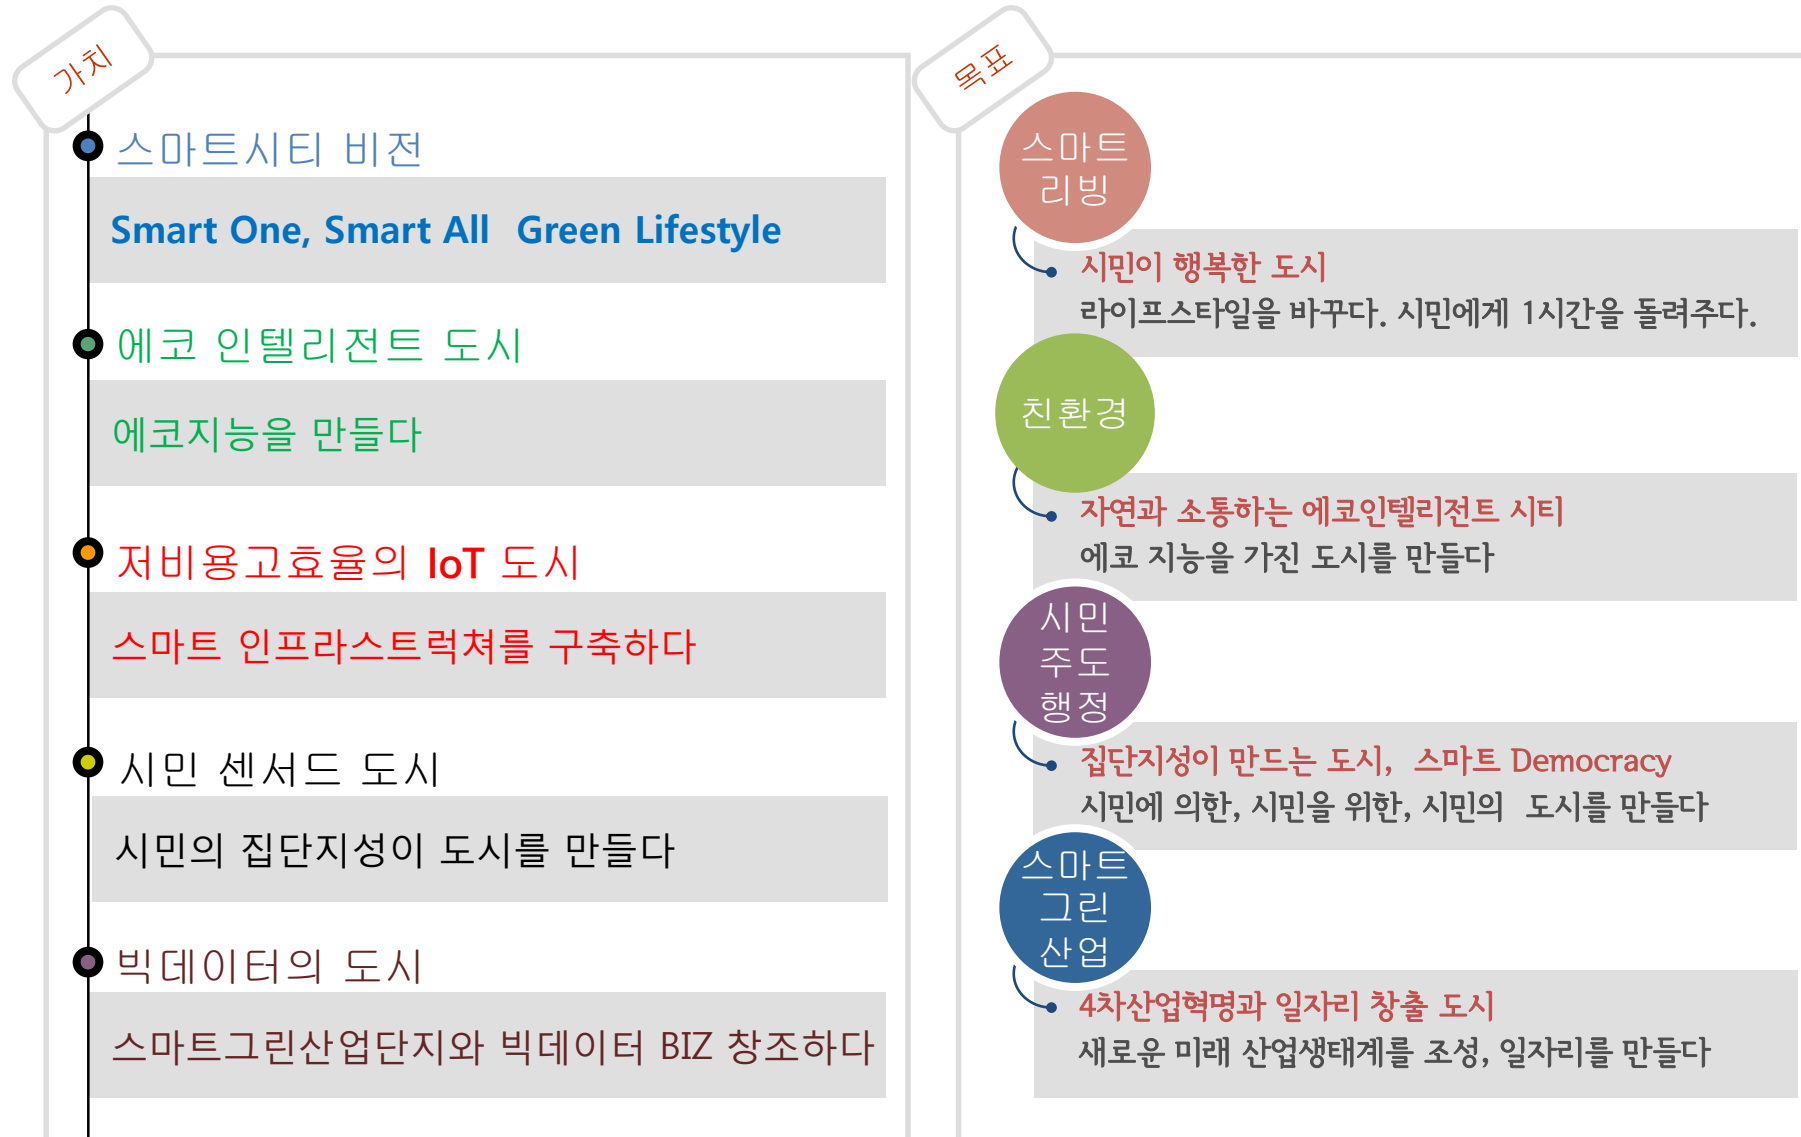 가치
스마트시티 비전
Smart One, Smart All  Green Lifestyle
에코 인텔리전트 도시
에코지능을 만들다
저비용고효율의 IoT 도시
스마트 인프라스트럭쳐를 구축하다
시민 센서드 도시
시민의 집단지성이 도시를 만들다
빅데이터의 도시
스마트그린산업단지와 빅데이터 BIZ 창조하다
목표
스마트
리빙
시민이 행복한 도시
라이프스타일을 바꾸다. 시민에게 1시간을 돌려주다.
친환경
자연과 소통하는 에코인텔리전트 시티
에코 지능을 가진 도시를 만들다
시민
주도
행정
집단지성이 만드는 도시,  스마트 Democracy
시민에 의한, 시민을 위한, 시민의  도시를 만들다
스마트
그린
산업
4차산업혁명과 일자리 창출 도시
새로운 미래 산업생태계를 조성, 일자리를 만들다